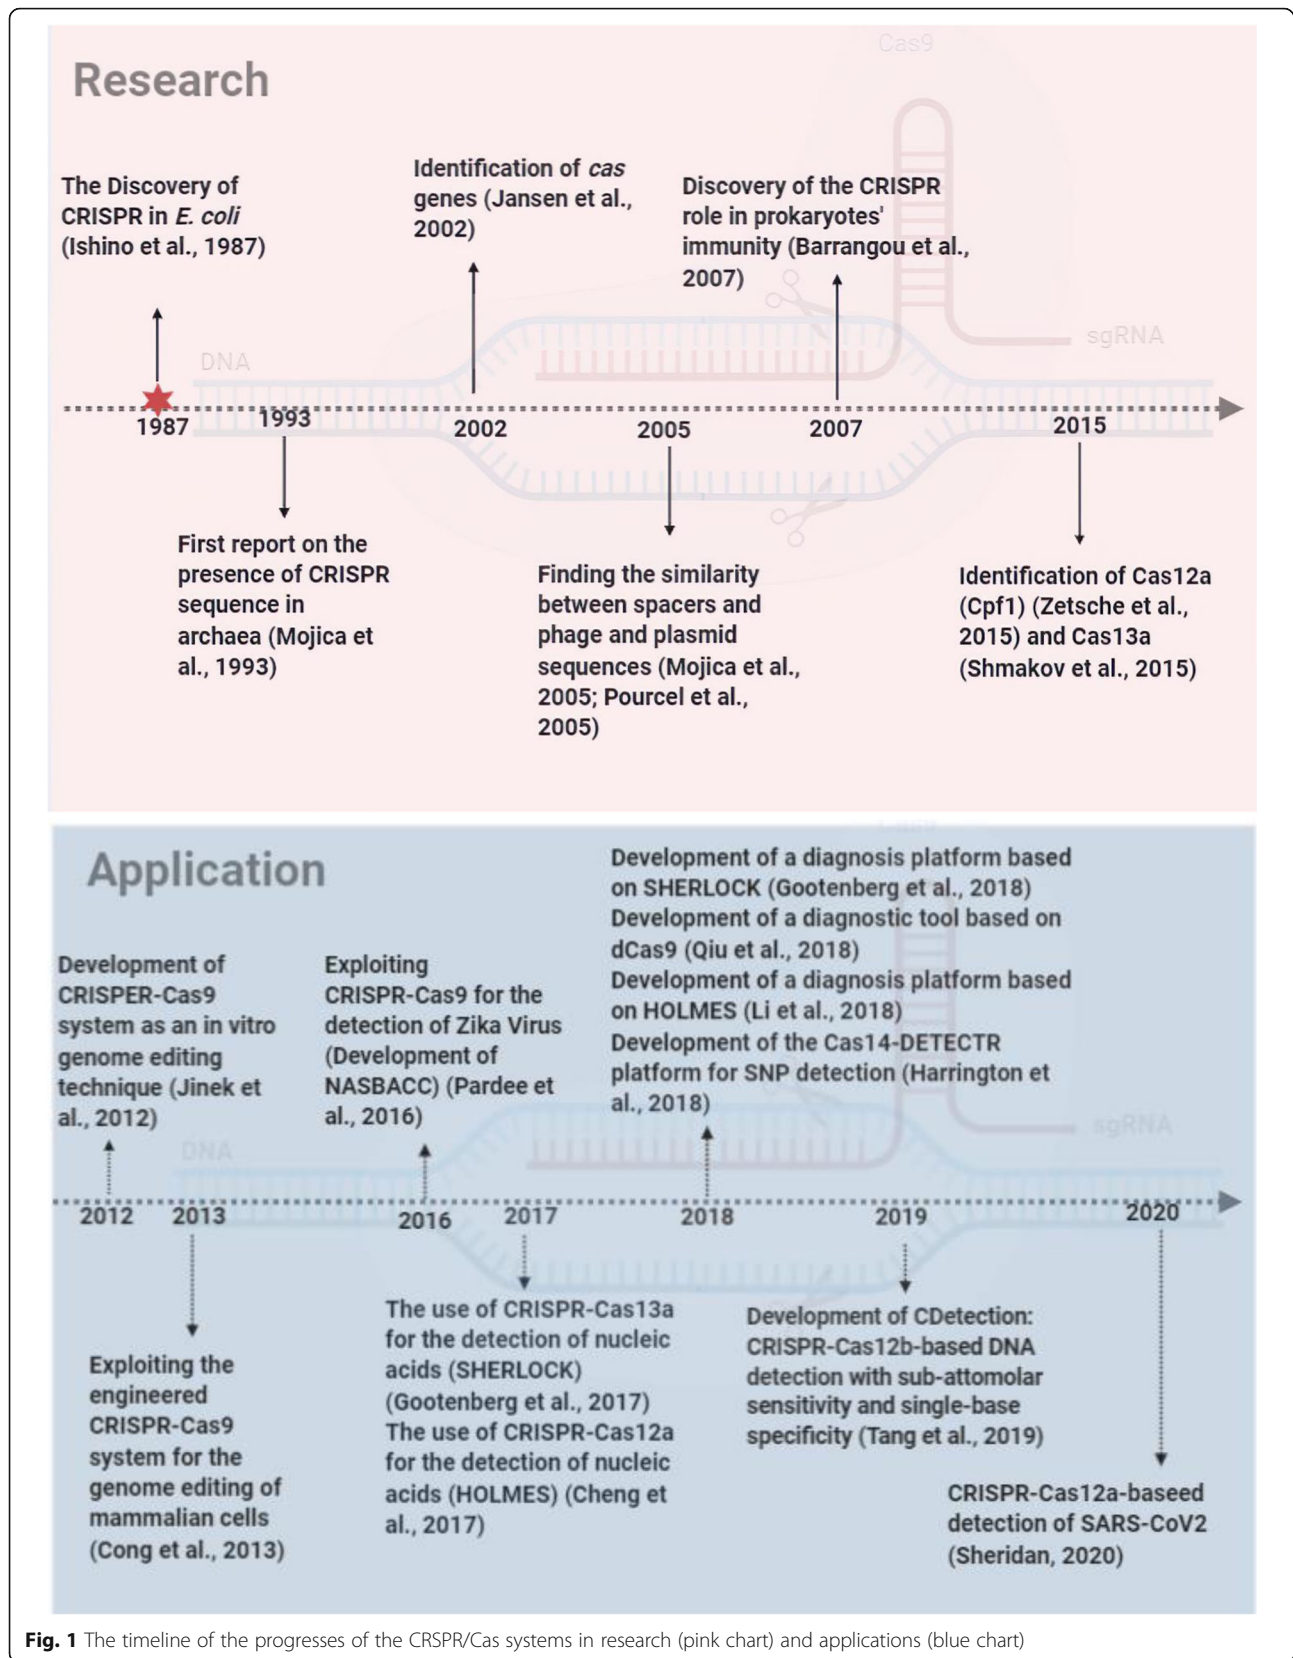 Cas9
Research
The Discovery of
CRISPR in E. coli
(Ishino et al., 1987)
Identification of cas
genes (Jansen et al.,
2002)
Discovery of the CRISPR
role in prokaryotes'
immunity (Barrangou et al.,
2007)
sgRNA
DNA
1987
1993
2002
2005
2007
2015
First report on the
presence of CRISPR
sequence in
archaea (Mojica et
al., 1993)
Finding the similarity
between spacers and
phage and plasmid
sequences (Mojica et al.,
2005; Pourcel et al.,
2005)
Identification of Cas12a
(Cpf1) (Zetsche et al.,
2015) and Cas13a
(Shmakov et al., 2015)
Application
Development of
CRISPER-Cas9
system as an in vitro
genome editing
technique (Jinek et
al., 2012)
Exploiting
CRISPR-Cas9 for the
detection of Zika Virus
(Development of
NASBACC) (Pardee et
al., 2016)
Development of a diagnosis platform based
on SHERLOCK (Gootenberg et al., 2018)
Development of a diagnostic tool based on
dCas9 (Qiu et al., 2018)
Development of a diagnosis platform based
on HOLMES (Li et al., 2018)
Development of the Cas14-DETECTR
platform for SNP detection (Harrington et
al., 2018)
sgRNA
DNA
2012
2013
2016
2017
2018
2019
2020
Exploiting the
engineered
CRISPR-Cas9
system for the
genome editing of
mammalian cells
(Cong et al., 2013)
The use of CRISPR-Cas13a
for the detection of nucleic
acids (SHERLOCK)
(Gootenberg et al., 2017)
The use of CRISPR-Cas12a
for the detection of nucleic
acids (HOLMES) (Cheng et
al., 2017)
Development of CDetection:
CRISPR-Cas12b-based DNA
detection with sub-attomolar
sensitivity and single-base
specificity (Tang et al., 2019)
CRISPR-Cas12a-baseed
detection of SARS-CoV2
(Sheridan, 2020)
Fig. 1 The timeline of the progresses of the CRSPR/Cas systems in research (pink chart) and applications (blue chart)